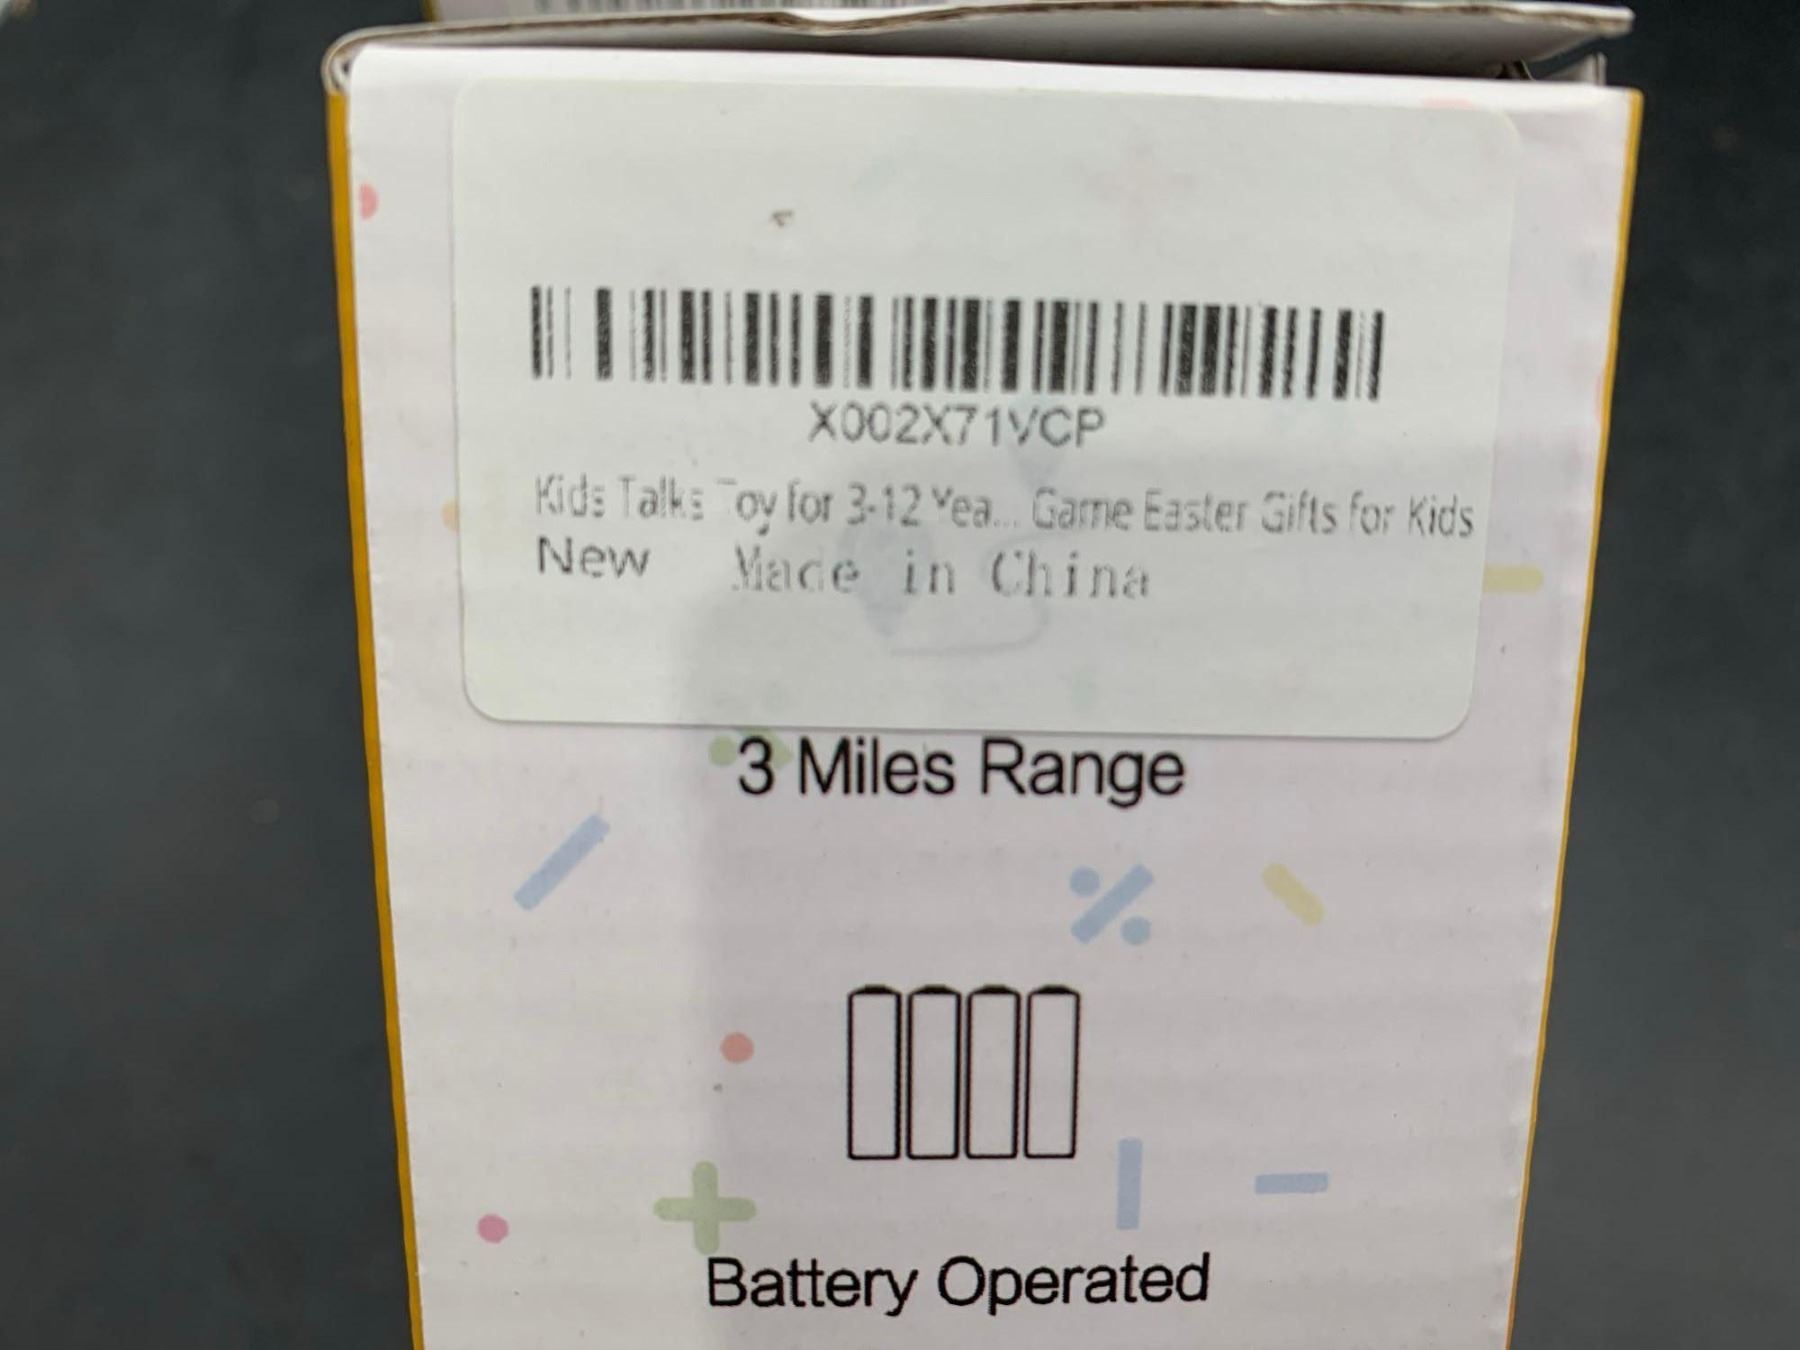 X002X71VCP
Kids Talks Toy for 3-12 Yea... Game Easter Gifts for Kids
New Made in China
3 Miles Range
Battery Operated